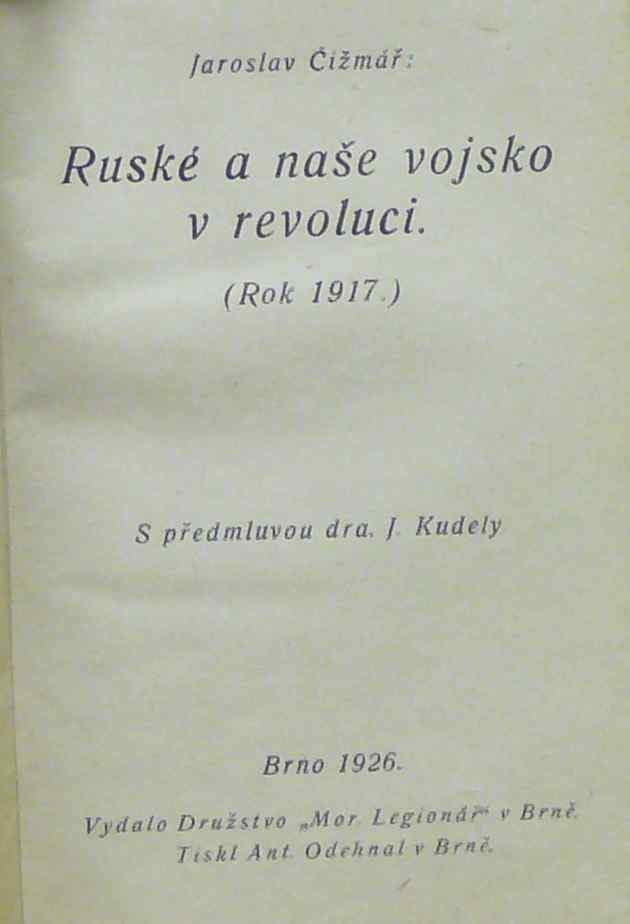 Jaroslav Čižmář:
Ruské a naše vojsko
v revoluci.
(Rok 1917.)
S předmluvou dra. J. Kudely
Brno 1926.
Vydalo Družstvo „Mor. Legionář“ v Brně.
Tiskl Ant. Odehnal v Brně.